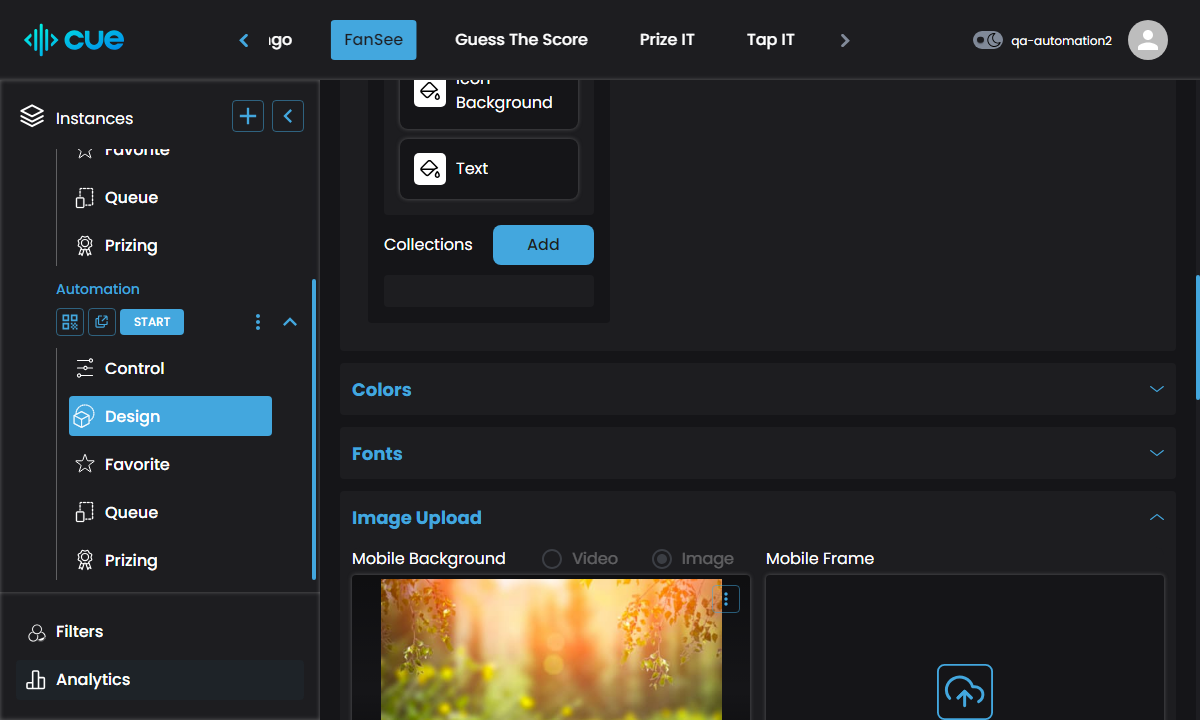 cue
FanSee
Guess The Score
Prize IT
Tap IT
qa-automation2
Instances
Favorite
Queue
Prizing
Automation
START
Control
Design
Favorite
Queue
Prizing
Filters
Analytics
Icon
Background
Text
Collections
Add
Colors
Fonts
Image Upload
Mobile Background
Video
Image
Mobile Frame